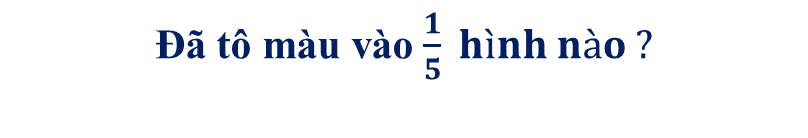 Đã tô màu vào 1/5 hình nào ?